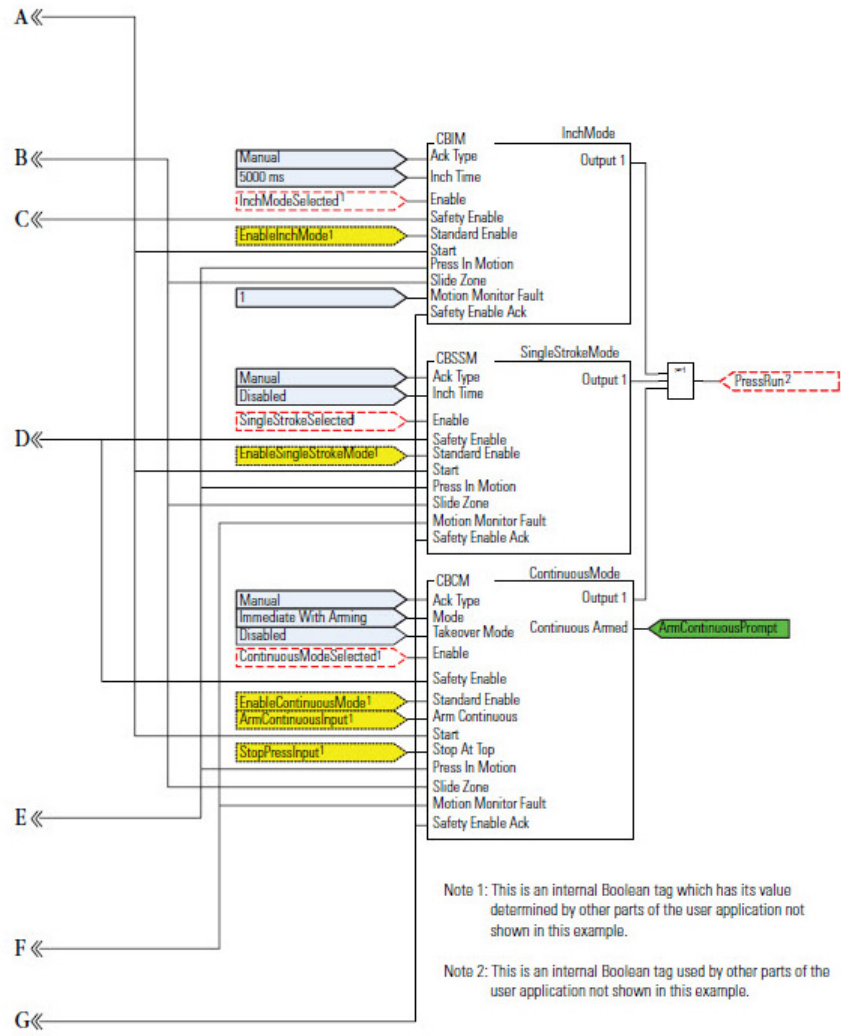 A
CBIM InchMode
B Manual Ack Type Output 1
5000 ms Inch Time
InchModeSelected1 Enable
C Safety Enable
EnableInchMode1 Standard Enable
Start
Press In Motion
Slide Zone
1 Motion Monitor Fault
Safety Enable Ack
CBSSM SingleStrokeMode
Manual Ack Type Output 1 >=1 PressRun2
Disabled Inch Time
SingleStrokeSelected1 Enable
D Safety Enable
EnableSingleStrokeMode1 Standard Enable
Start
Press In Motion
Slide Zone
Motion Monitor Fault
Safety Enable Ack
CBCM ContinuousMode
Manual Ack Type Output 1
Immediate With Arming Mode
Disabled Takeover Mode Continuous Armed ArmContinuousPrompt
ContinuousModeSelected1 Enable
Safety Enable
EnableContinuousMode1 Standard Enable
ArmContinuousInput1 Arm Continuous
Start
StopPressInput1 Stop At Top
Press In Motion
Slide Zone
Motion Monitor Fault
E Safety Enable Ack
Note 1: This is an internal Boolean tag which has its value
determined by other parts of the user application not
shown in this example.
F
Note 2: This is an internal Boolean tag used by other parts of the
user application not shown in this example.
G